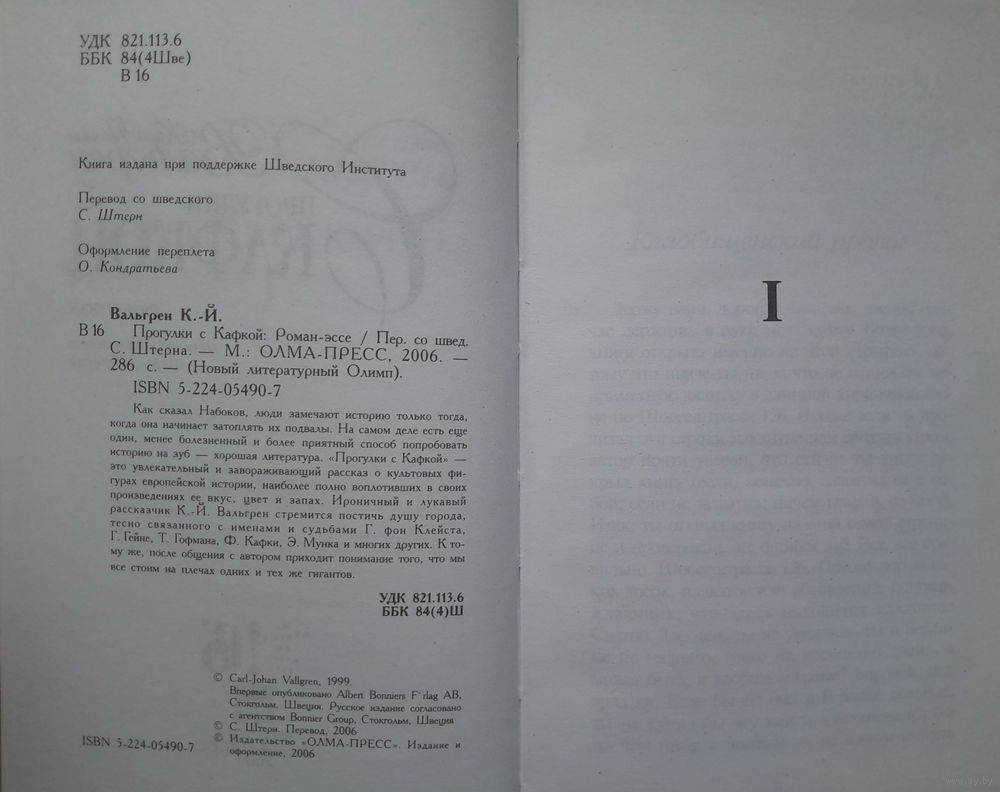 УДК 821.113.6
ББК 84(4Шве)
В 16
Книга издана при поддержке Шведского Института
Перевод со шведского
С. Штерн
Оформление переплета
О. Кондратьева
Вальгрен К.-Й.
В 16 Прогулки с Кафкой: Роман-эссе / Пер. со швед.
С. Штерна. — М.: ОЛМА-ПРЕСС, 2006. —
286 с. — (Новый литературный Олимп).
ISBN 5-224-05490-7
Как сказал Набоков, люди замечают историю только тогда,
когда она начинает затоплять их подвалы. На самом деле есть еще
один, менее болезненный и более приятный способ попробовать
историю на зуб — хорошая литература. «Прогулки с Кафкой» —
это увлекательный и завораживающий рассказ о культовых фи-
гурах европейской истории, наиболее полно воплотивших в своих
произведениях ее вкус, цвет и запах. Ироничный и лукавый
рассказчик К.-Й. Вальгрен стремится постичь душу города,
тесно связанного с именами и судьбами Г. фон Клейста,
Г. Гейне, Т. Гофмана, Ф. Кафки, Э. Мунка и многих других. К то-
му же, после общения с автором приходит понимание того, что мы
все стоим на плечах одних и тех же гигантов.
УДК 821.113.6
ББК 84(4)Ш
© Carl-Johan Vallgren, 1999.
Впервые опубликовано Albert Bonniers F rlag AB,
Стокгольм, Швеция. Русское издание согласовано
с агентством Bonnier Group, Стокгольм, Швеция
© С. Штерн. Перевод, 2006
© Издательство «ОЛМА-ПРЕСС». Издание и
оформление, 2006
ISBN 5-224-05490-7
I
www.ay.by